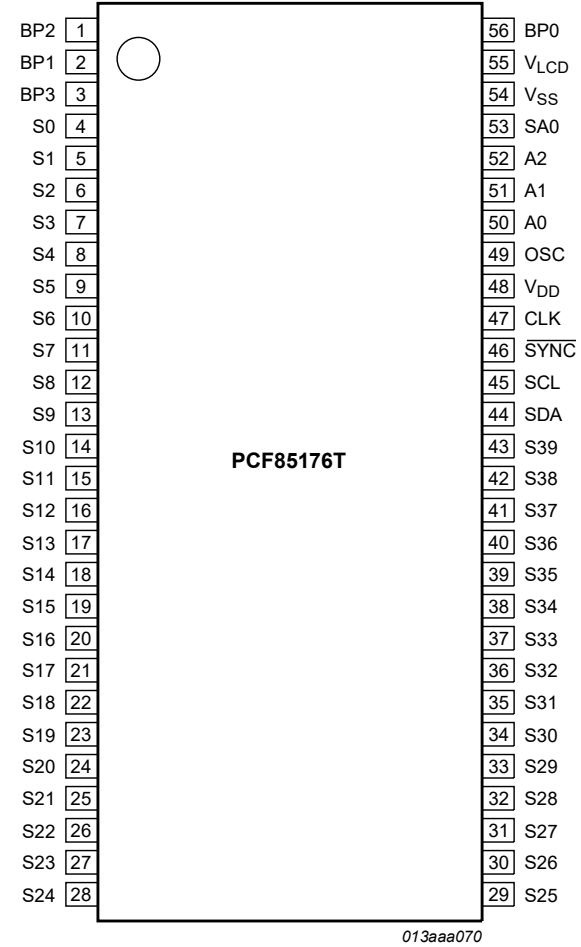 BP2 1 56 BP0
BP1 2 55 VLCD
BP3 3 54 VSS
S0 4 53 SA0
S1 5 52 A2
S2 6 51 A1
S3 7 50 A0
S4 8 49 OSC
S5 9 48 VDD
S6 10 47 CLK
S7 11 46 S̅Y̅N̅C̅
S8 12 45 SCL
S9 13 44 SDA
S10 14 43 S39
PCF85176T
S11 15 42 S38
S12 16 41 S37
S13 17 40 S36
S14 18 39 S35
S15 19 38 S34
S16 20 37 S33
S17 21 36 S32
S18 22 35 S31
S19 23 34 S30
S20 24 33 S29
S21 25 32 S28
S22 26 31 S27
S23 27 30 S26
S24 28 29 S25
013aaa070